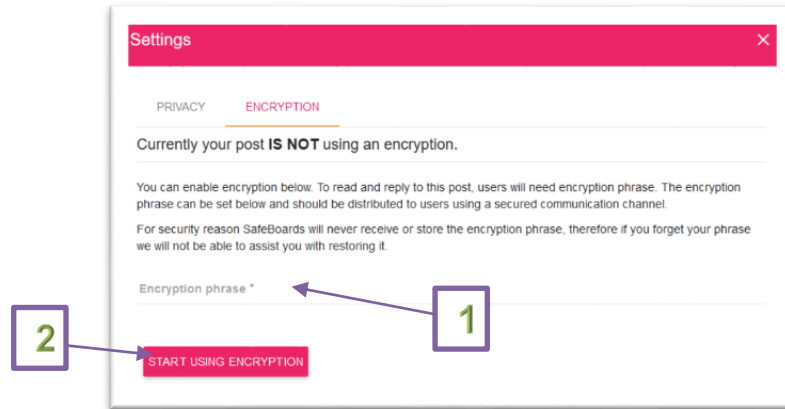 Settings ×
PRIVACY ENCRYPTION
Currently your post IS NOT using an encryption.
You can enable encryption below. To read and reply to this post, users will need encryption phrase. The encryption
phrase can be set below and should be distributed to users using a secured communication channel.
For security reason SafeBoards will never receive or store the encryption phrase, therefore if you forget your phrase
we will not be able to assist you with restoring it.
Encryption phrase *
1
2
START USING ENCRYPTION